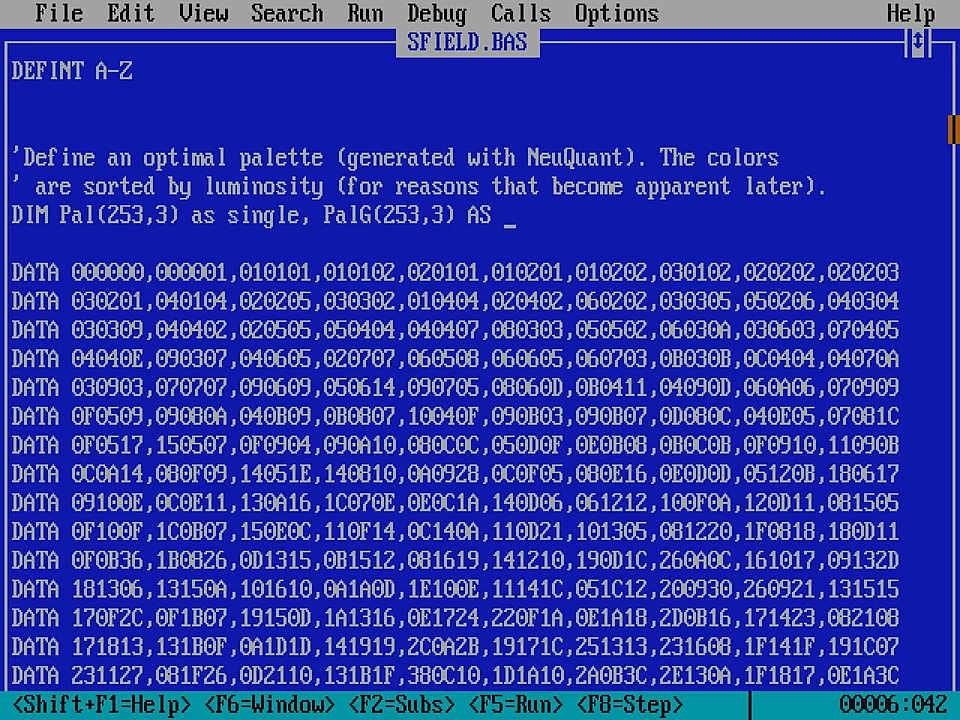 File Edit View Search Run Debug Calls Options Help
SFIELD.BAS
DEFINT A-Z
'Define an optimal palette (generated with NeuQuant). The colors
' are sorted by luminosity (for reasons that become apparent later).
DIM Pal(253,3) as single, PalG(253,3) AS _
DATA 000000,000001,010101,010102,020101,010201,010202,030102,020202,020203
DATA 030201,040104,020205,030302,010404,020402,060202,030305,050206,040304
DATA 030309,040402,020505,050404,040407,080303,050502,06030A,030603,070405
DATA 04040E,090307,040605,020707,060508,060605,060703,0B030B,0C0404,04070A
DATA 030903,070707,090609,050614,090705,08060D,0B0411,04090D,060A06,070909
DATA 0F0509,09080A,040B09,0B0807,10040F,090B03,090B07,0D080C,040E05,07081C
DATA 0F0517,150507,0F0904,090A10,080C0C,050D0F,0E0B08,0B0C0B,0F0910,11090B
DATA 0C0A14,080F09,14051E,140810,0A0928,0C0F05,080E16,0E0D0D,05120B,180617
DATA 09100E,0C0E11,130A16,1C070E,0E0C1A,140D06,061212,100F0A,120D11,081505
DATA 0F100F,1C0B07,150E0C,110F14,0C140A,110D21,101305,081220,1F0818,180D11
DATA 0F0B36,1B0826,0D1315,0B1512,081619,141210,190D1C,260A0C,161017,09132D
DATA 181306,13150A,101610,0A1A0D,1E100E,11141C,051C12,200930,260921,131515
DATA 170F2C,0F1B07,19150D,1A1316,0E1724,220F1A,0E1A18,2D0B16,171423,082108
DATA 171813,131B0F,0A1D1D,141919,2C0A2B,19171C,251313,231608,1F141F,191C07
DATA 231127,081F26,0D2110,131B1F,380C10,1D1A10,2A0B3C,2E130A,1F1817,0E1A3C
<Shift+F1=Help> <F6=Window> <F2=Subs> <F5=Run> <F8=Step> 00006:042